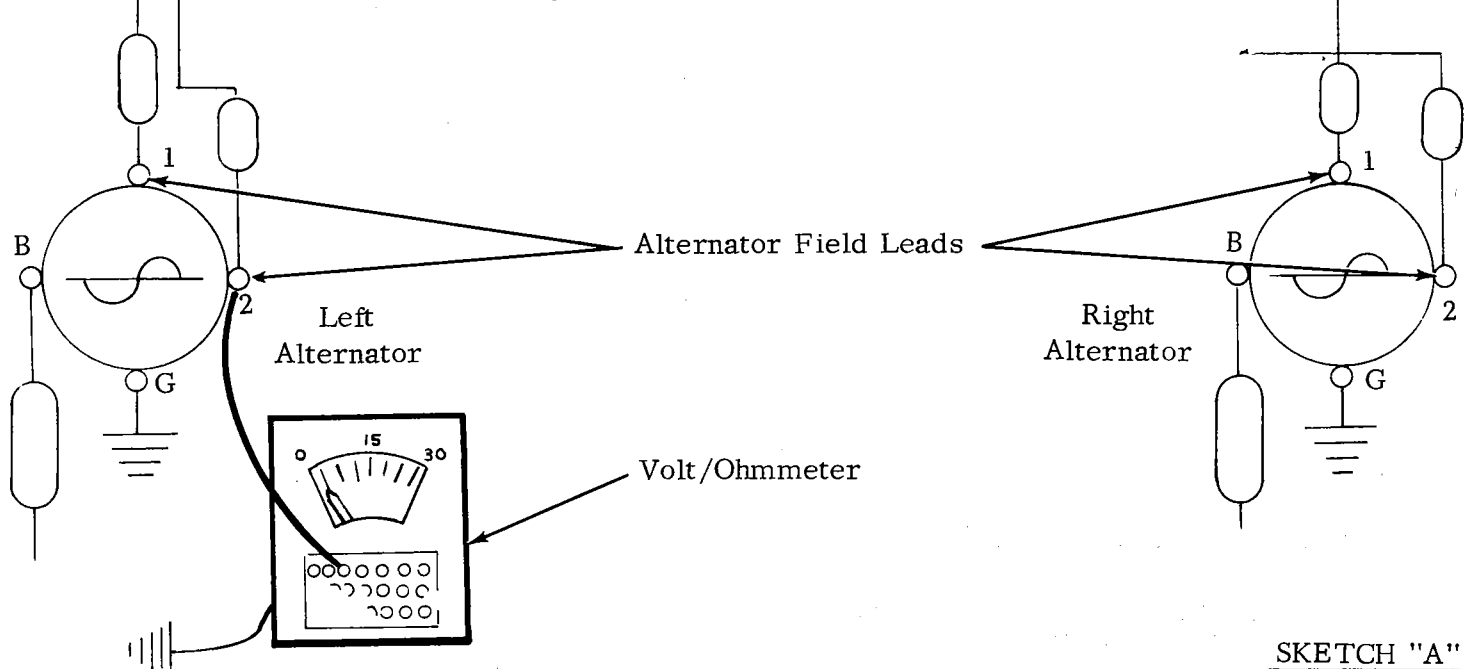 1
1
B
Alternator Field Leads
B
2
2
Left
Alternator
Right
Alternator
G
G
0 15 30
Volt/Ohmmeter
SKETCH "A"